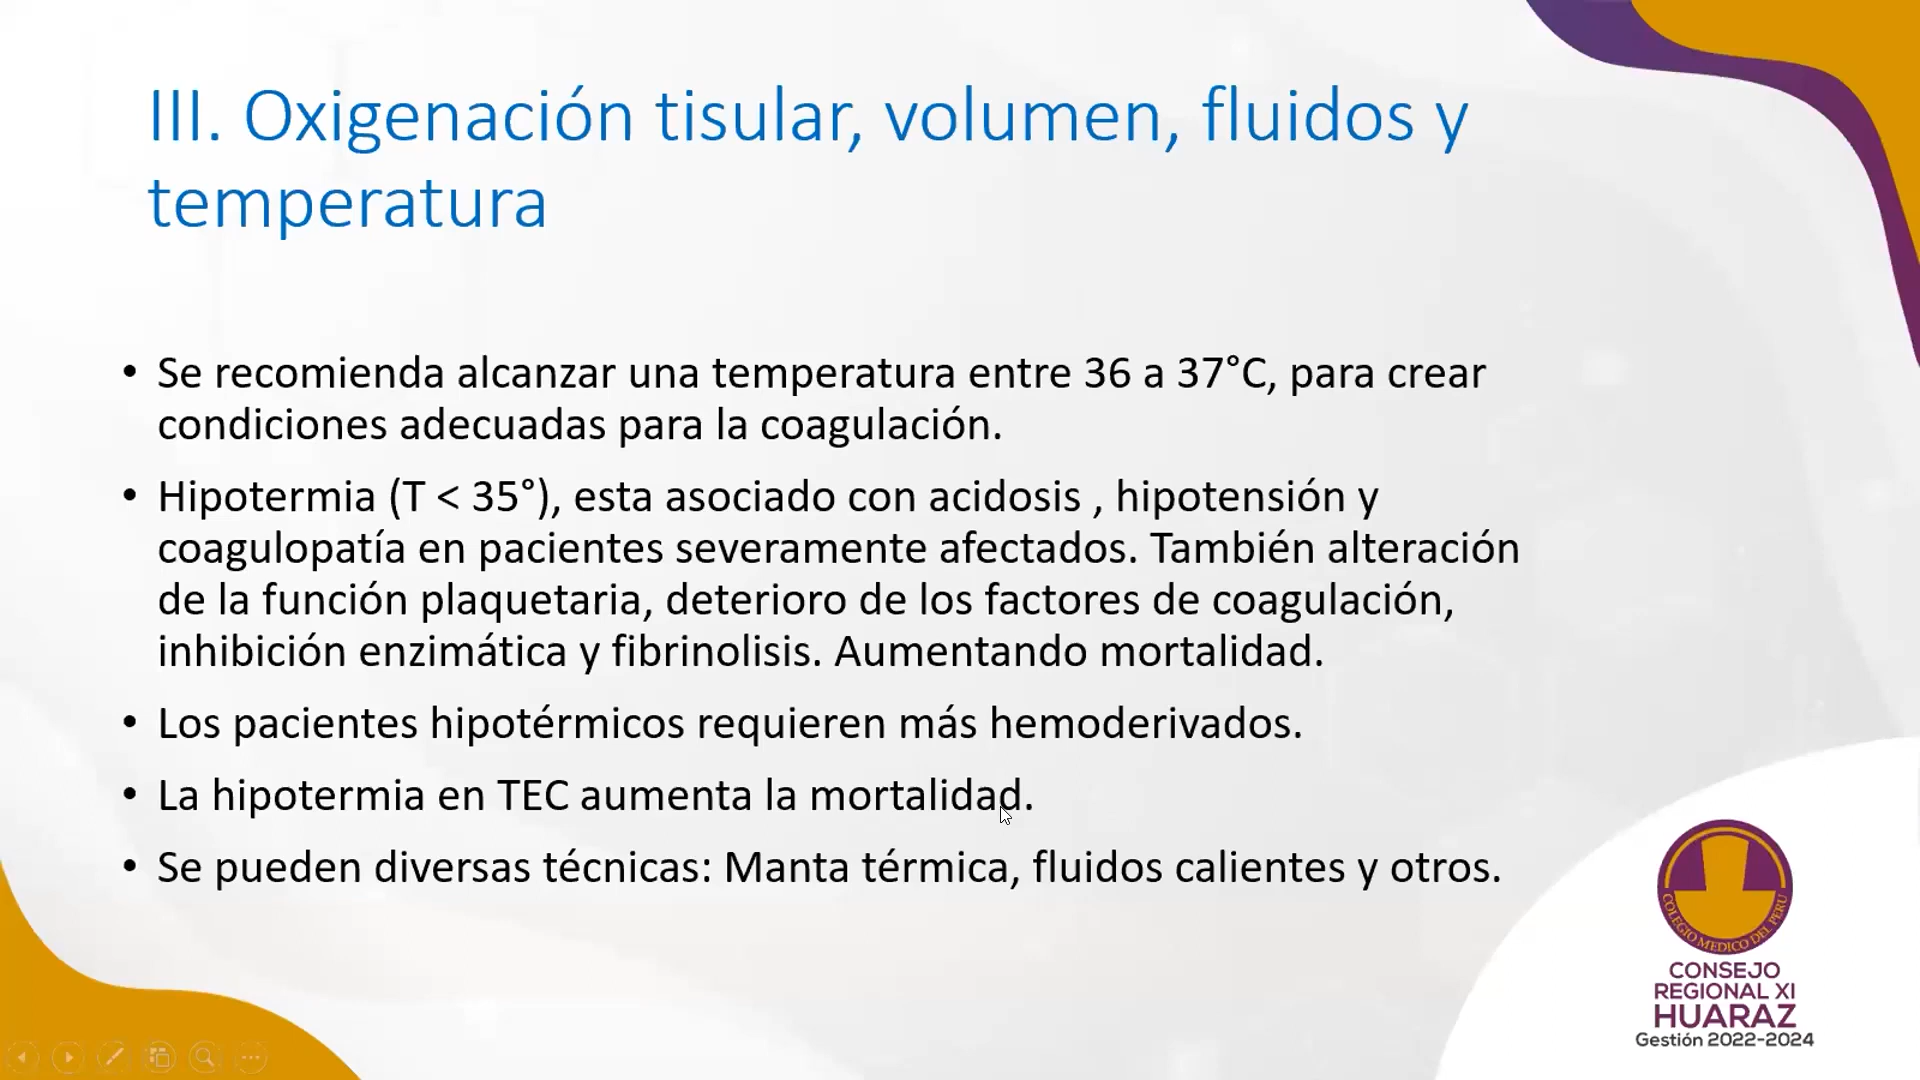 III. Oxigenación tisular, volumen, fluidos y
temperatura
• Se recomienda alcanzar una temperatura entre 36 a 37°C, para crear
condiciones adecuadas para la coagulación.
• Hipotermia (T < 35°), esta asociado con acidosis , hipotensión y
coagulopatía en pacientes severamente afectados. También alteración
de la función plaquetaria, deterioro de los factores de coagulación,
inhibición enzimática y fibrinolisis. Aumentando mortalidad.
• Los pacientes hipotérmicos requieren más hemoderivados.
• La hipotermia en TEC aumenta la mortalidad.
• Se pueden diversas técnicas: Manta térmica, fluidos calientes y otros.
COLEGIO MEDICO DEL PERU
CONSEJO
REGIONAL XI
HUARAZ
Gestión 2022-2024